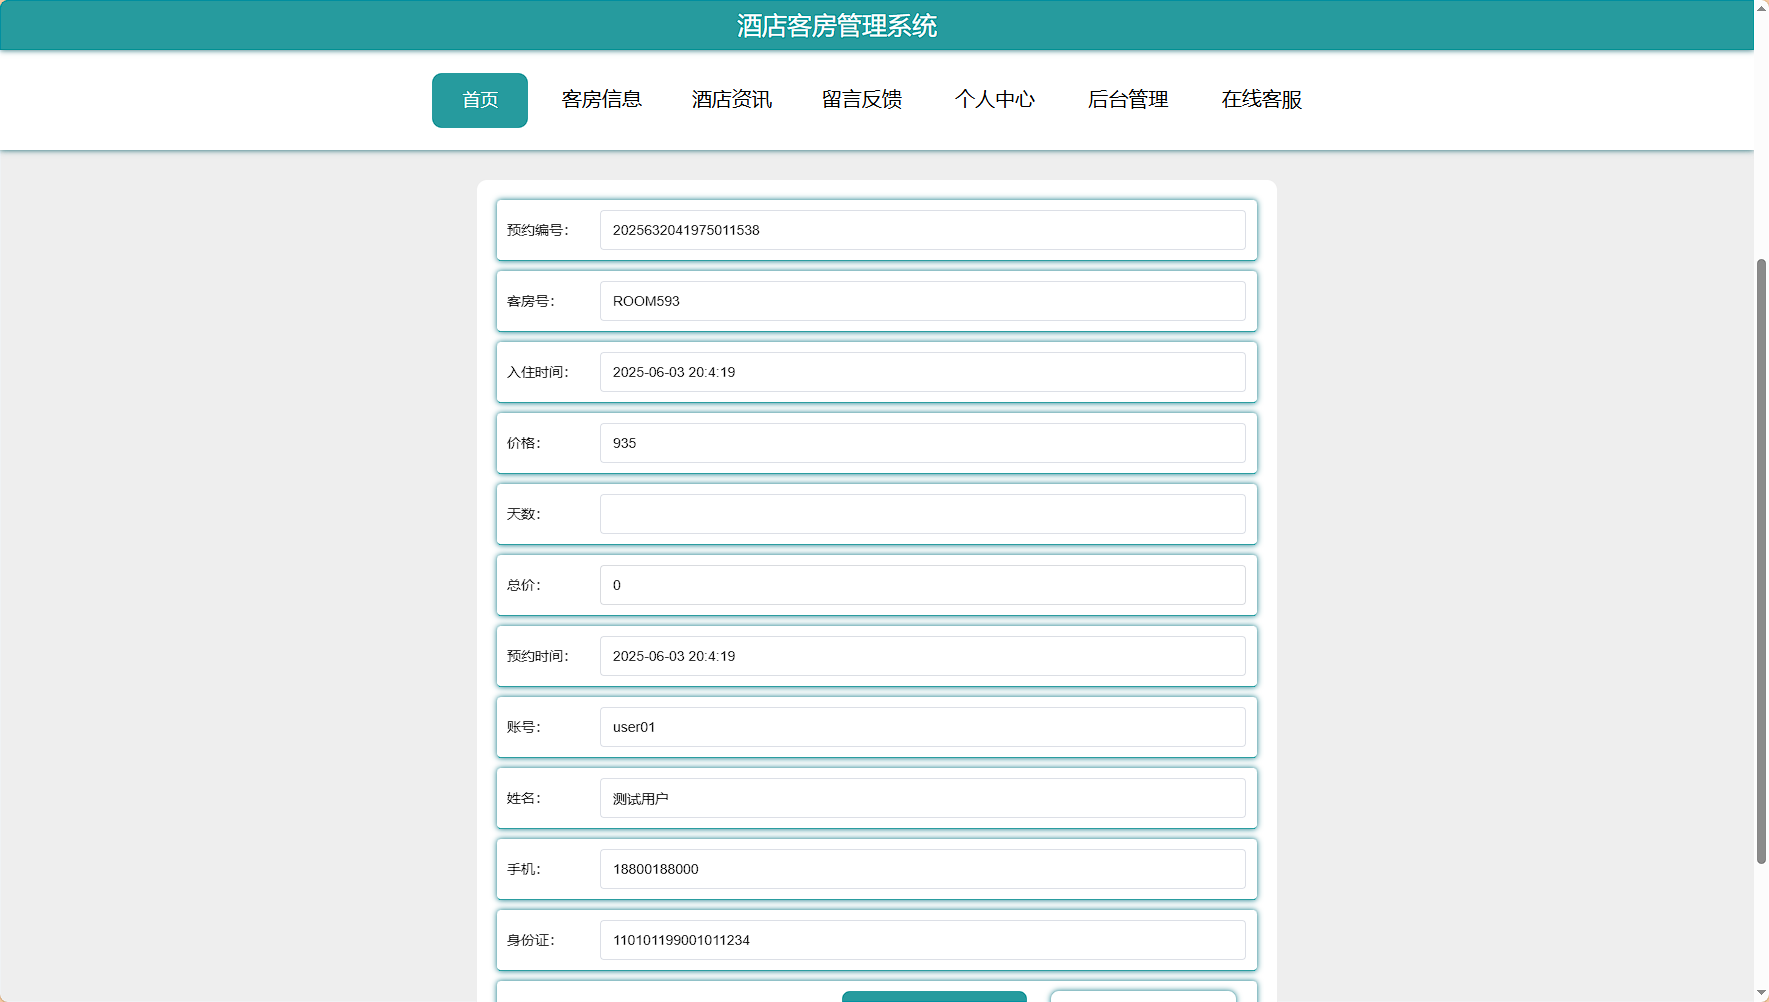 酒店客房管理系统
首页 客房信息 酒店资讯 留言反馈 个人中心 后台管理 在线客服
预约编号： 2025632041975011538
客房号： ROOM593
入住时间： 2025-06-03 20:4:19
价格： 935
天数：
总价： 0
预约时间： 2025-06-03 20:4:19
账号： user01
姓名： 测试用户
手机： 18800188000
身份证： 110101199001011234